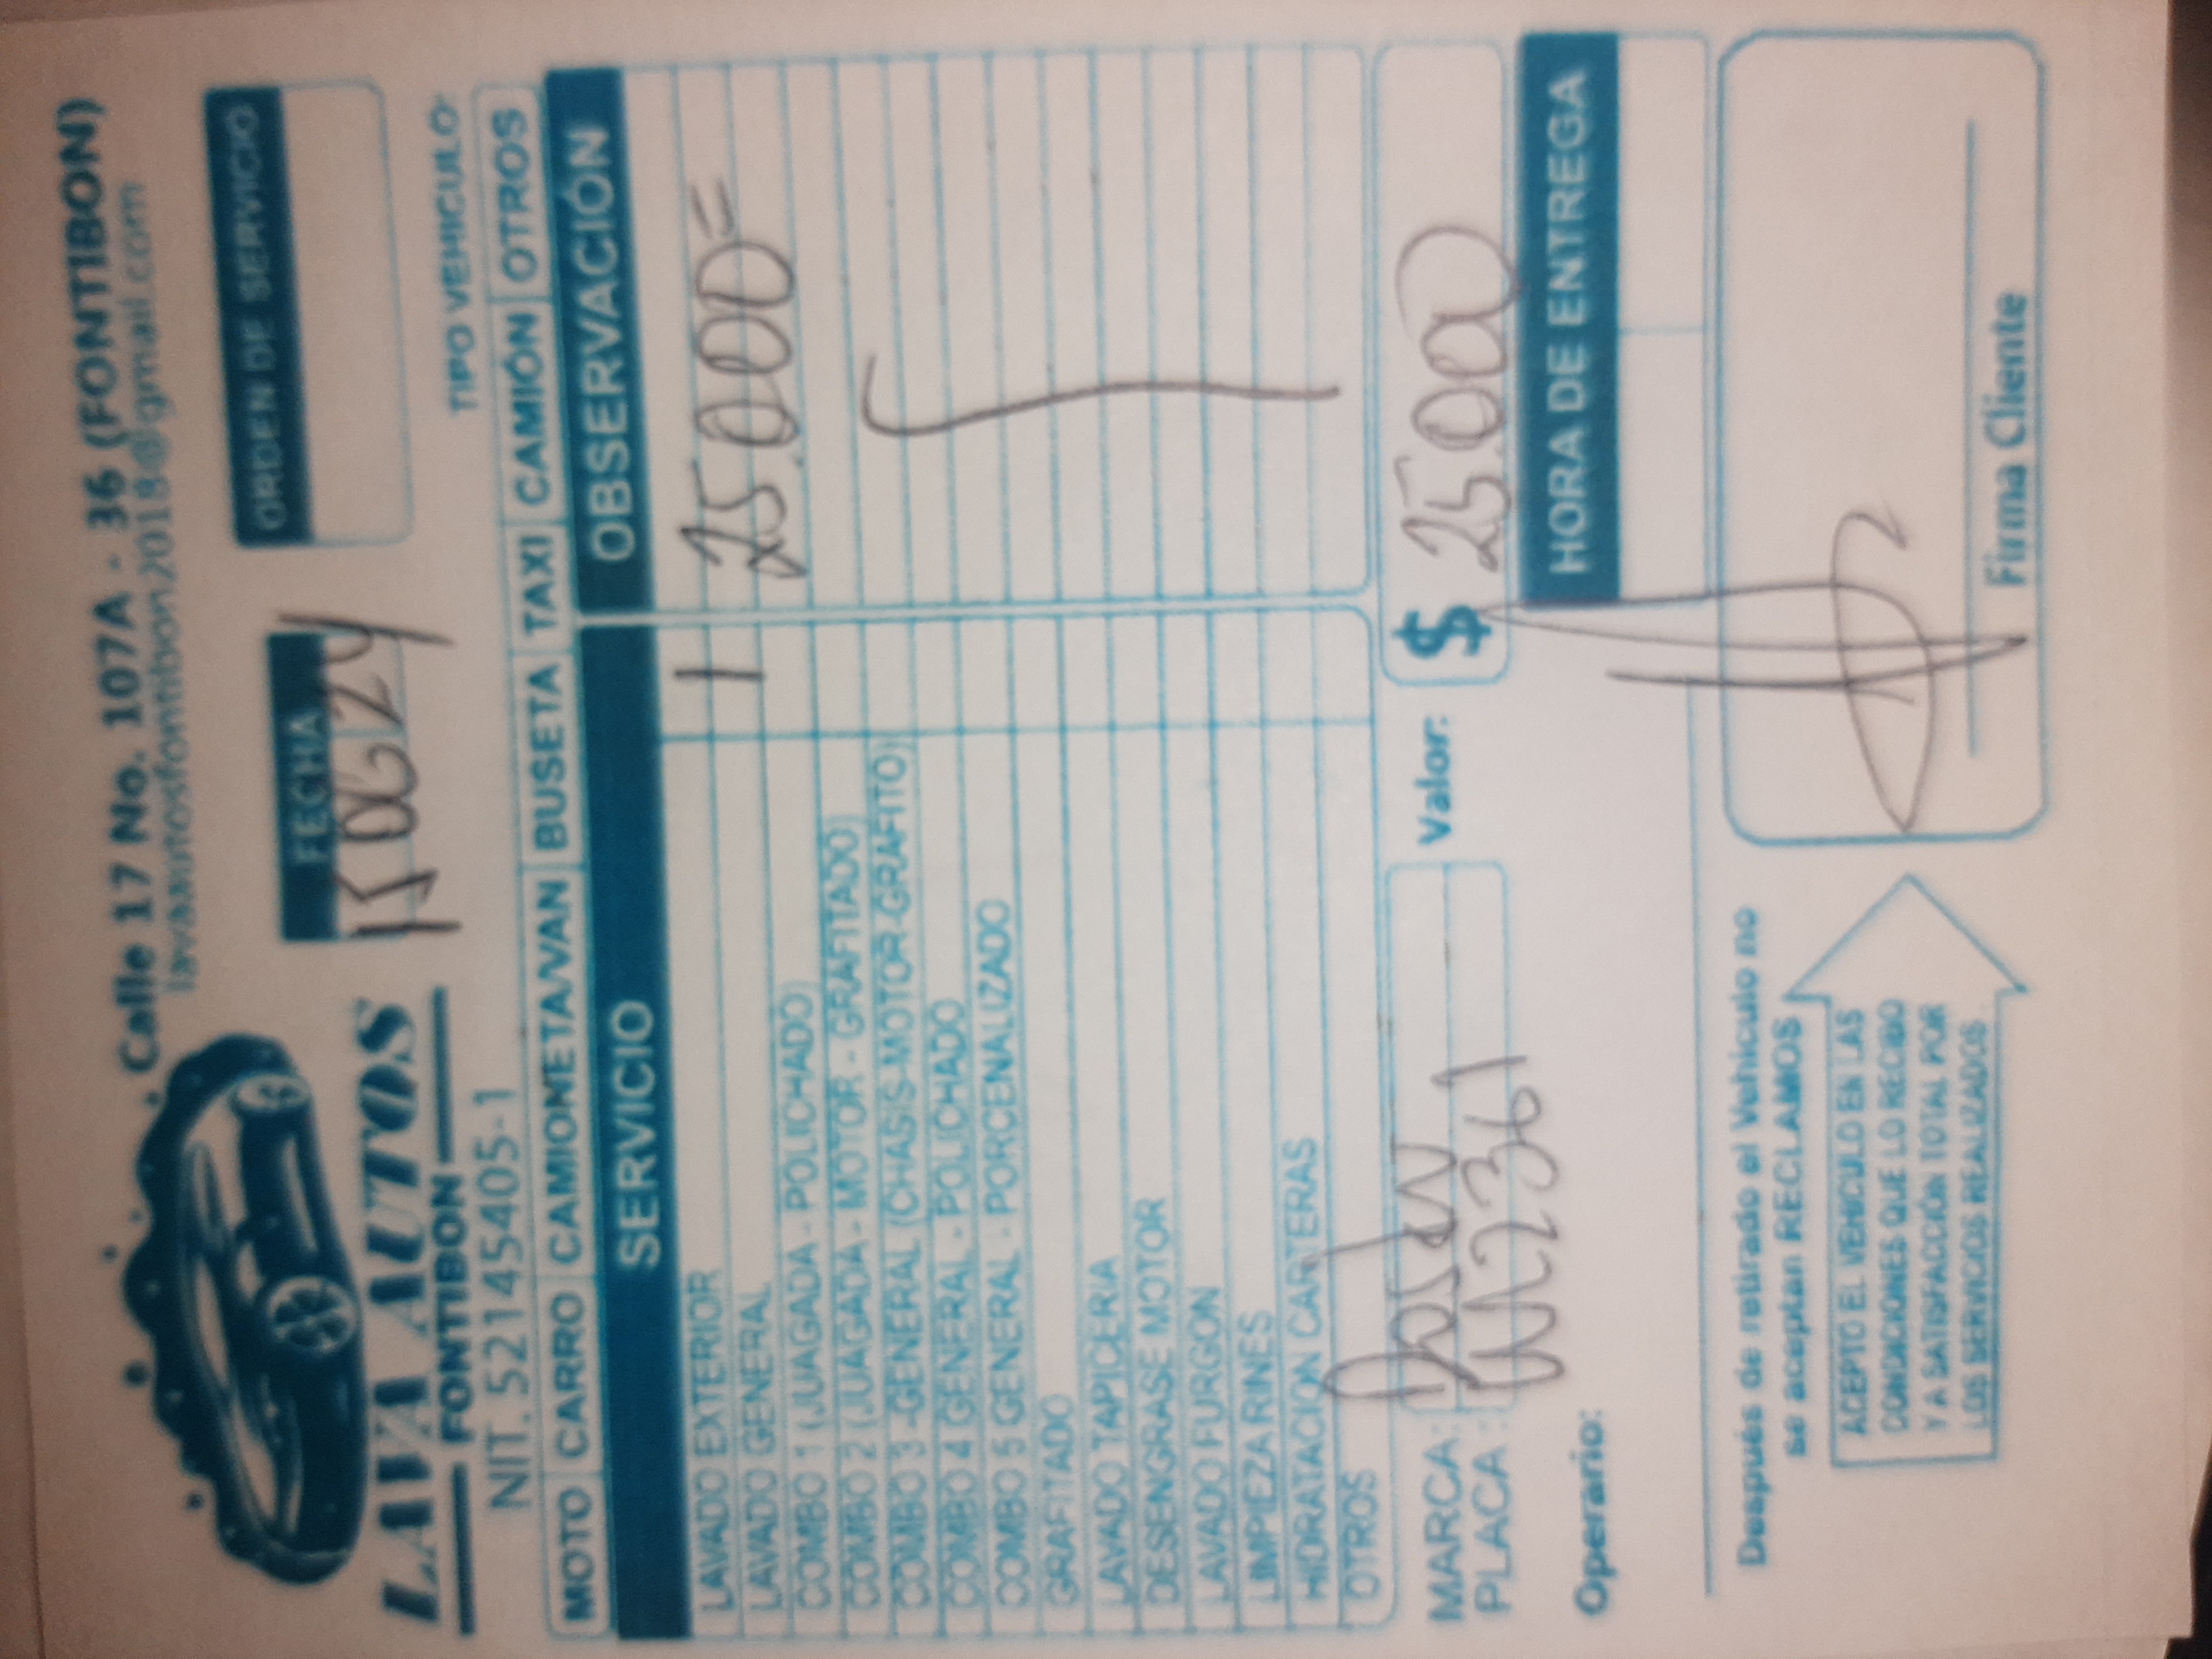 Calle 17 No. 107A - 36 (FONTIBON)
lavaautosfontibon2018@gmail.com
LAVA AUTOS
FONTIBON
NIT. 52145405-1
FECHA
15 06 24
ORDEN DE SERVICIO
TIPO VEHICULO:
MOTO CARRO CAMIONETA/VAN BUSETA TAXI CAMIÓN OTROS
SERVICIO OBSERVACIÓN
LAVADO EXTERIOR 1
LAVADO GENERAL 25.000=
COMBO 1 (JUAGADA - POLICHADO)
COMBO 2 (JUAGADA - MOTOR - GRAFITADO)
COMBO 3 -GENERAL (CHASIS-MOTOR-GRAFITO)
COMBO 4 GENERAL - POLICHADO
COMBO 5 GENERAL - PORCENALIZADO
GRAFITADO
LAVADO TAPICERIA
DESENGRASE MOTOR
LAVADO FURGON
LIMPIEZA RINES
HIDRATACION CARTERAS
OTROS
MARCA:
PLACA:
Valor: $ 25.000
Operario:
HORA DE ENTREGA
Después de retirado el Vehículo no
se aceptan RECLAMOS
ACEPTO EL VEHICULO EN LAS
CONDICIONES QUE LO RECIBO
Y A SATISFACCIÓN TOTAL POR
LOS SERVICIOS REALIZADOS
Firma Cliente